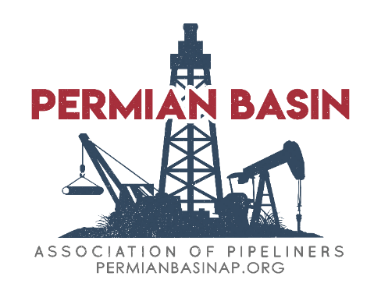 PERMIAN BASIN
ASSOCIATION OF PIPELINERS
PERMIANBASINAP.ORG